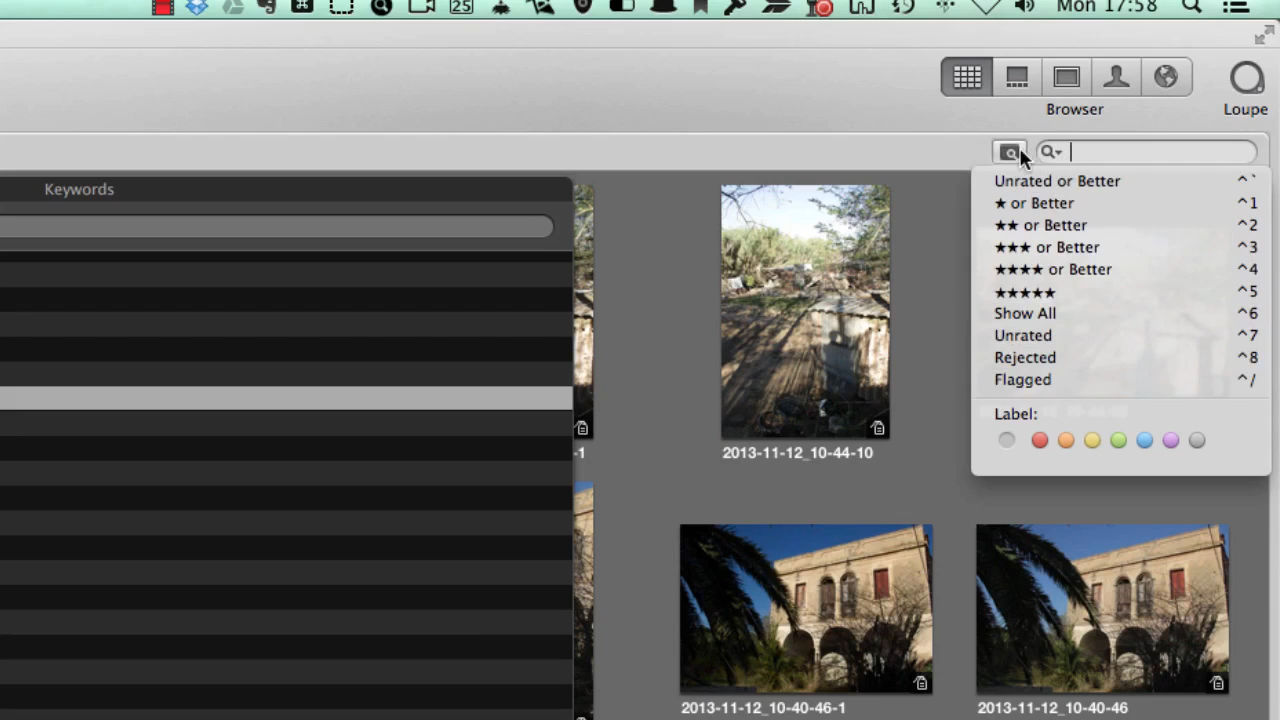 25 Mon 17:58
Browser
Loupe
Keywords
Unrated or Better ^`
★ or Better ^1
★★ or Better ^2
★★★ or Better ^3
★★★★ or Better ^4
★★★★★ ^5
Show All ^6
Unrated ^7
Rejected ^8
Flagged ^/
Label:
-1
2013-11-12_10-44-10
2013-11-12_10-40-46-1
2013-11-12_10-40-46